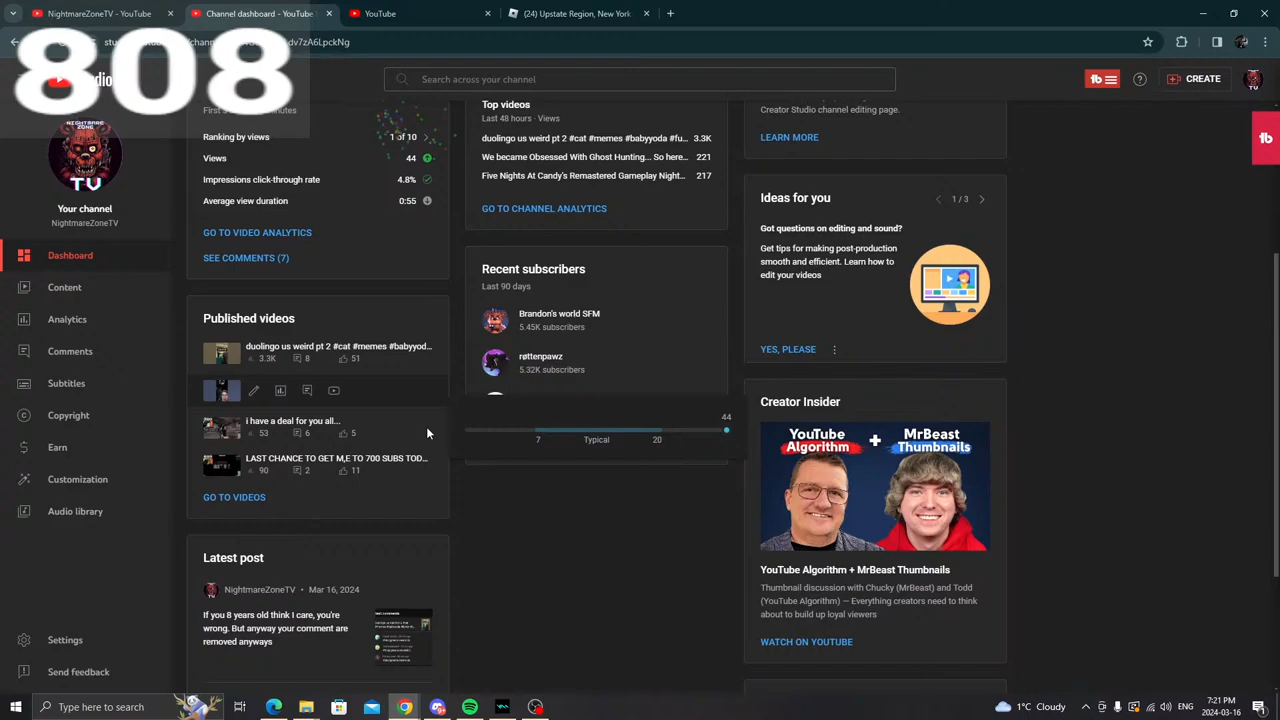 NightmareZoneTV - YouTube
Channel dashboard - YouTube S
YouTube
(24) Upstate Region, New York
808
Search across your channel
CREATE
Ranking by views
1 of 10
Views
44
Impressions click-through rate
4.8%
Average view duration
0:55
GO TO VIDEO ANALYTICS
SEE COMMENTS (7)
Top videos
Last 48 hours · Views
duolingo us weird pt 2 #cat #memes #babyyoda #fu...
3.3K
We became Obsessed With Ghost Hunting... So here...
221
Five Nights At Candy's Remastered Gameplay Night...
217
GO TO CHANNEL ANALYTICS
Creator Studio channel editing page.
LEARN MORE
NIGHTMARE
ZONE
TV
Your channel
NightmareZoneTV
Dashboard
Content
Analytics
Comments
Subtitles
Copyright
Earn
Customization
Audio library
Settings
Send feedback
Published videos
duolingo us weird pt 2 #cat #memes #babyyod...
3.3K
8
51
i have a deal for you all...
53
6
5
LAST CHANCE TO GET M,E TO 700 SUBS TOD...
90
2
11
GO TO VIDEOS
Recent subscribers
Last 90 days
Brandon's world SFM
5.45K subscribers
røttenpawz
5.32K subscribers
44
7
Typical
20
Ideas for you
1 / 3
Got questions on editing and sound?
Get tips for making post-production
smooth and efficient. Learn how to
edit your videos
YES, PLEASE
Creator Insider
YouTube
Algorithm
+
MrBeast
Thumbnails
YouTube Algorithm + MrBeast Thumbnails
Thumbnail discussion with Chucky (MrBeast) and Todd
(YouTube Algorithm) — Everything creators need to think
about to build up loyal viewers
WATCH ON YOUTUBE
Latest post
NightmareZoneTV • Mar 16, 2024
If you 8 years old think I care, you're
wrong. But anyway your comment are
removed anyways
Type here to search
1°C Cloudy
ENG
7:21 PM
2024-03-16